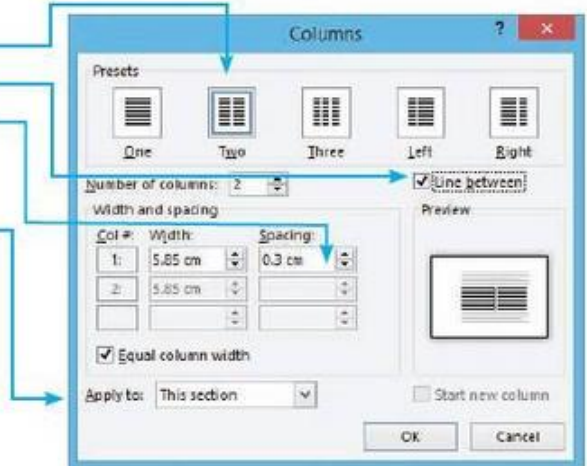 Columns ? ×
Presets
One Two Three Left Right
Number of columns: 2 Line between
Width and spacing Preview
Col #: Width: Spacing:
1: 5.85 cm 0.3 cm
2: 5.85 cm
Equal column width
Apply to: This section Start new column
OK Cancel